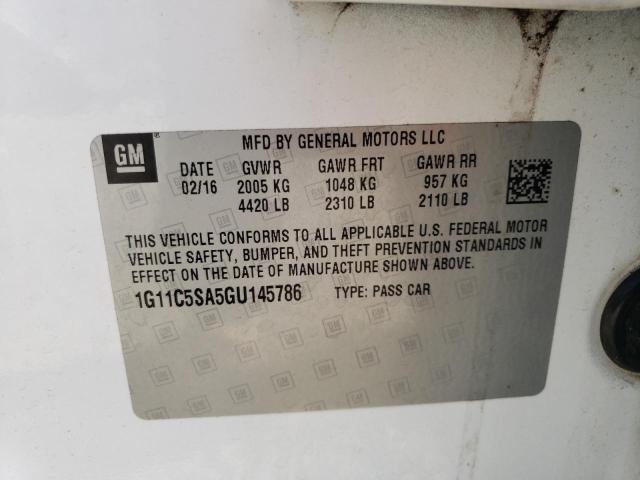 GM
MFD BY GENERAL MOTORS LLC
DATE GVWR GAWR FRT GAWR RR
02/16 2005 KG 1048 KG 957 KG
4420 LB 2310 LB 2110 LB
THIS VEHICLE CONFORMS TO ALL APPLICABLE U.S. FEDERAL MOTOR
VEHICLE SAFETY, BUMPER, AND THEFT PREVENTION STANDARDS IN
EFFECT ON THE DATE OF MANUFACTURE SHOWN ABOVE.
1G11C5SA5GU145786 TYPE: PASS CAR